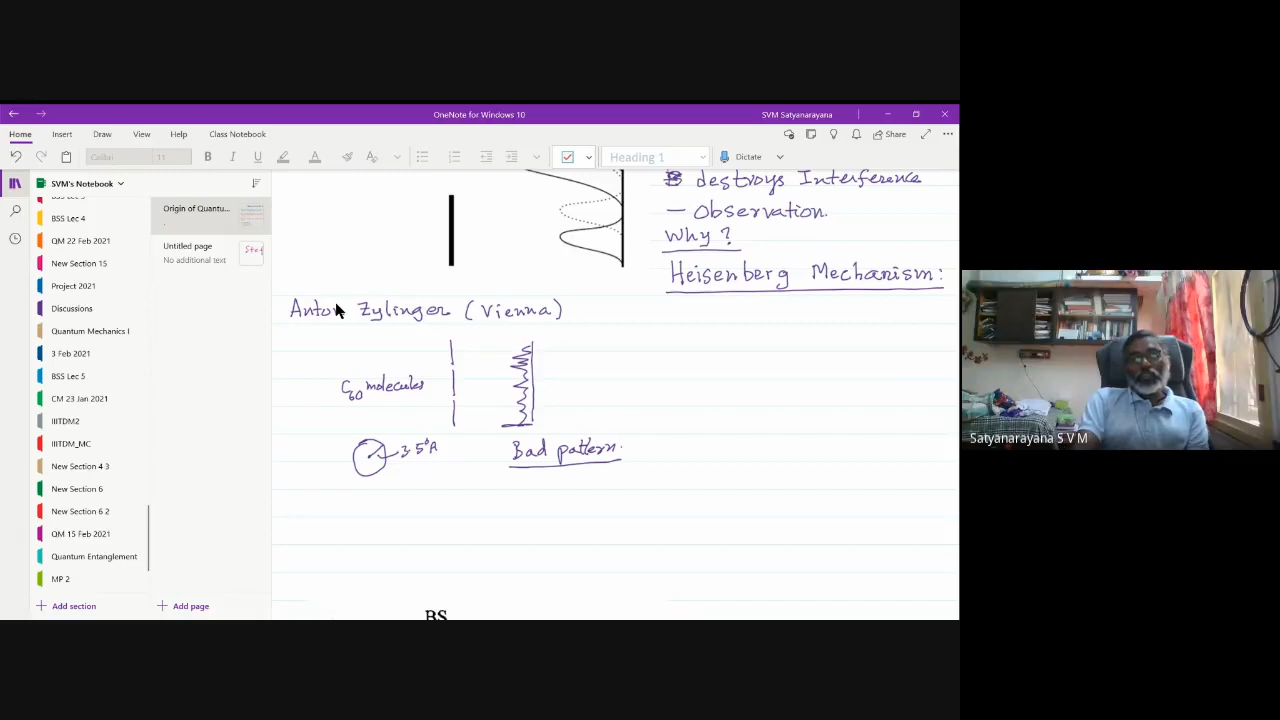 OneNote for Windows 10
SVM Satyanarayana
Home Insert Draw View Help Class Notebook
Share
Calibri 11 B I U A Heading 1 Dictate
SVM's Notebook
BSS Lec 4
QM 22 Feb 2021
New Section 15
Project 2021
Discussions
Quantum Mechanics I
3 Feb 2021
BSS Lec 5
CM 23 Jan 2021
IIITDM2
IIITDM_MC
New Section 4 3
New Section 6
New Section 6 2
QM 15 Feb 2021
Quantum Entanglement
MP 2
+ Add section
Origin of Quantu...
.
Untitled page
No additional text
+ Add page
destroys Interference
— Observation.
Why?
Heisenberg Mechanism:
Anton Zylinger (Vienna)
C60 molecules
3.5°A
Bad pattern.
BS
Satyanarayana S V M